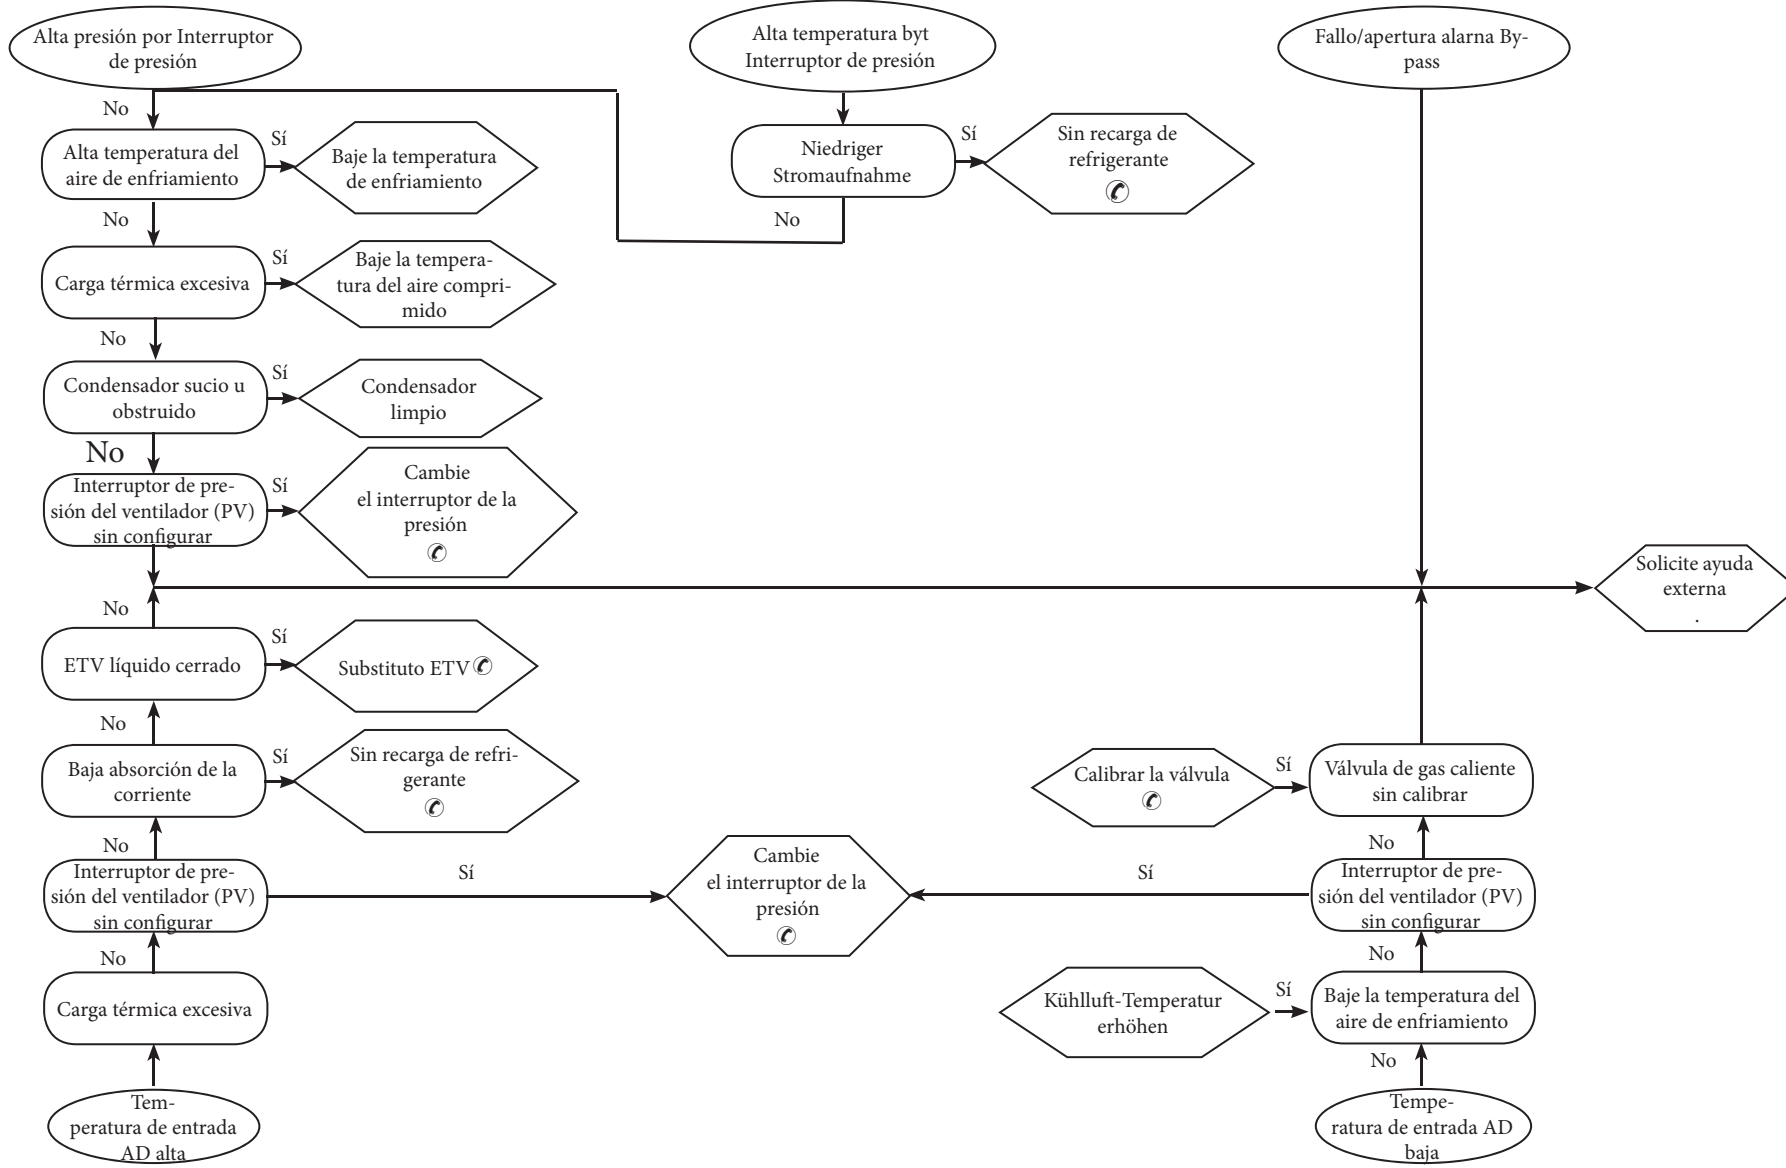 Alta presión por Interruptor
de presión
Alta temperatura byt
Interruptor de presión
Fallo/apertura alarna By-
pass
No
Alta temperatura del
aire de enfriamiento
Sí
Baje la temperatura
de enfriamiento
Niedriger
Stromaufnahme
Sí
Sin recarga de
refrigerante
No
No
Carga térmica excesiva
Sí
Baje la tempera-
tura del aire compri-
mido
No
Condensador sucio u
obstruido
Sí
Condensador
limpio
No
Interruptor de pre-
sión del ventilador (PV)
sin configurar
Sí
Cambie
el interruptor de la
presión
Solicite ayuda
externa
.
No
ETV líquido cerrado
Sí
Substituto ETV
No
Baja absorción de la
corriente
Sí
Sin recarga de refri-
gerante
Calibrar la válvula
Sí
Válvula de gas caliente
sin calibrar
No
Interruptor de pre-
sión del ventilador (PV)
sin configurar
Sí
Cambie
el interruptor de la
presión
Sí
No
Interruptor de pre-
sión del ventilador (PV)
sin configurar
No
Carga térmica excesiva
No
Kühlluft-Temperatur
erhöhen
Sí
Baje la temperatura del
aire de enfriamiento
No
Tem-
peratura de entrada
AD alta
Tempe-
ratura de entrada AD
baja